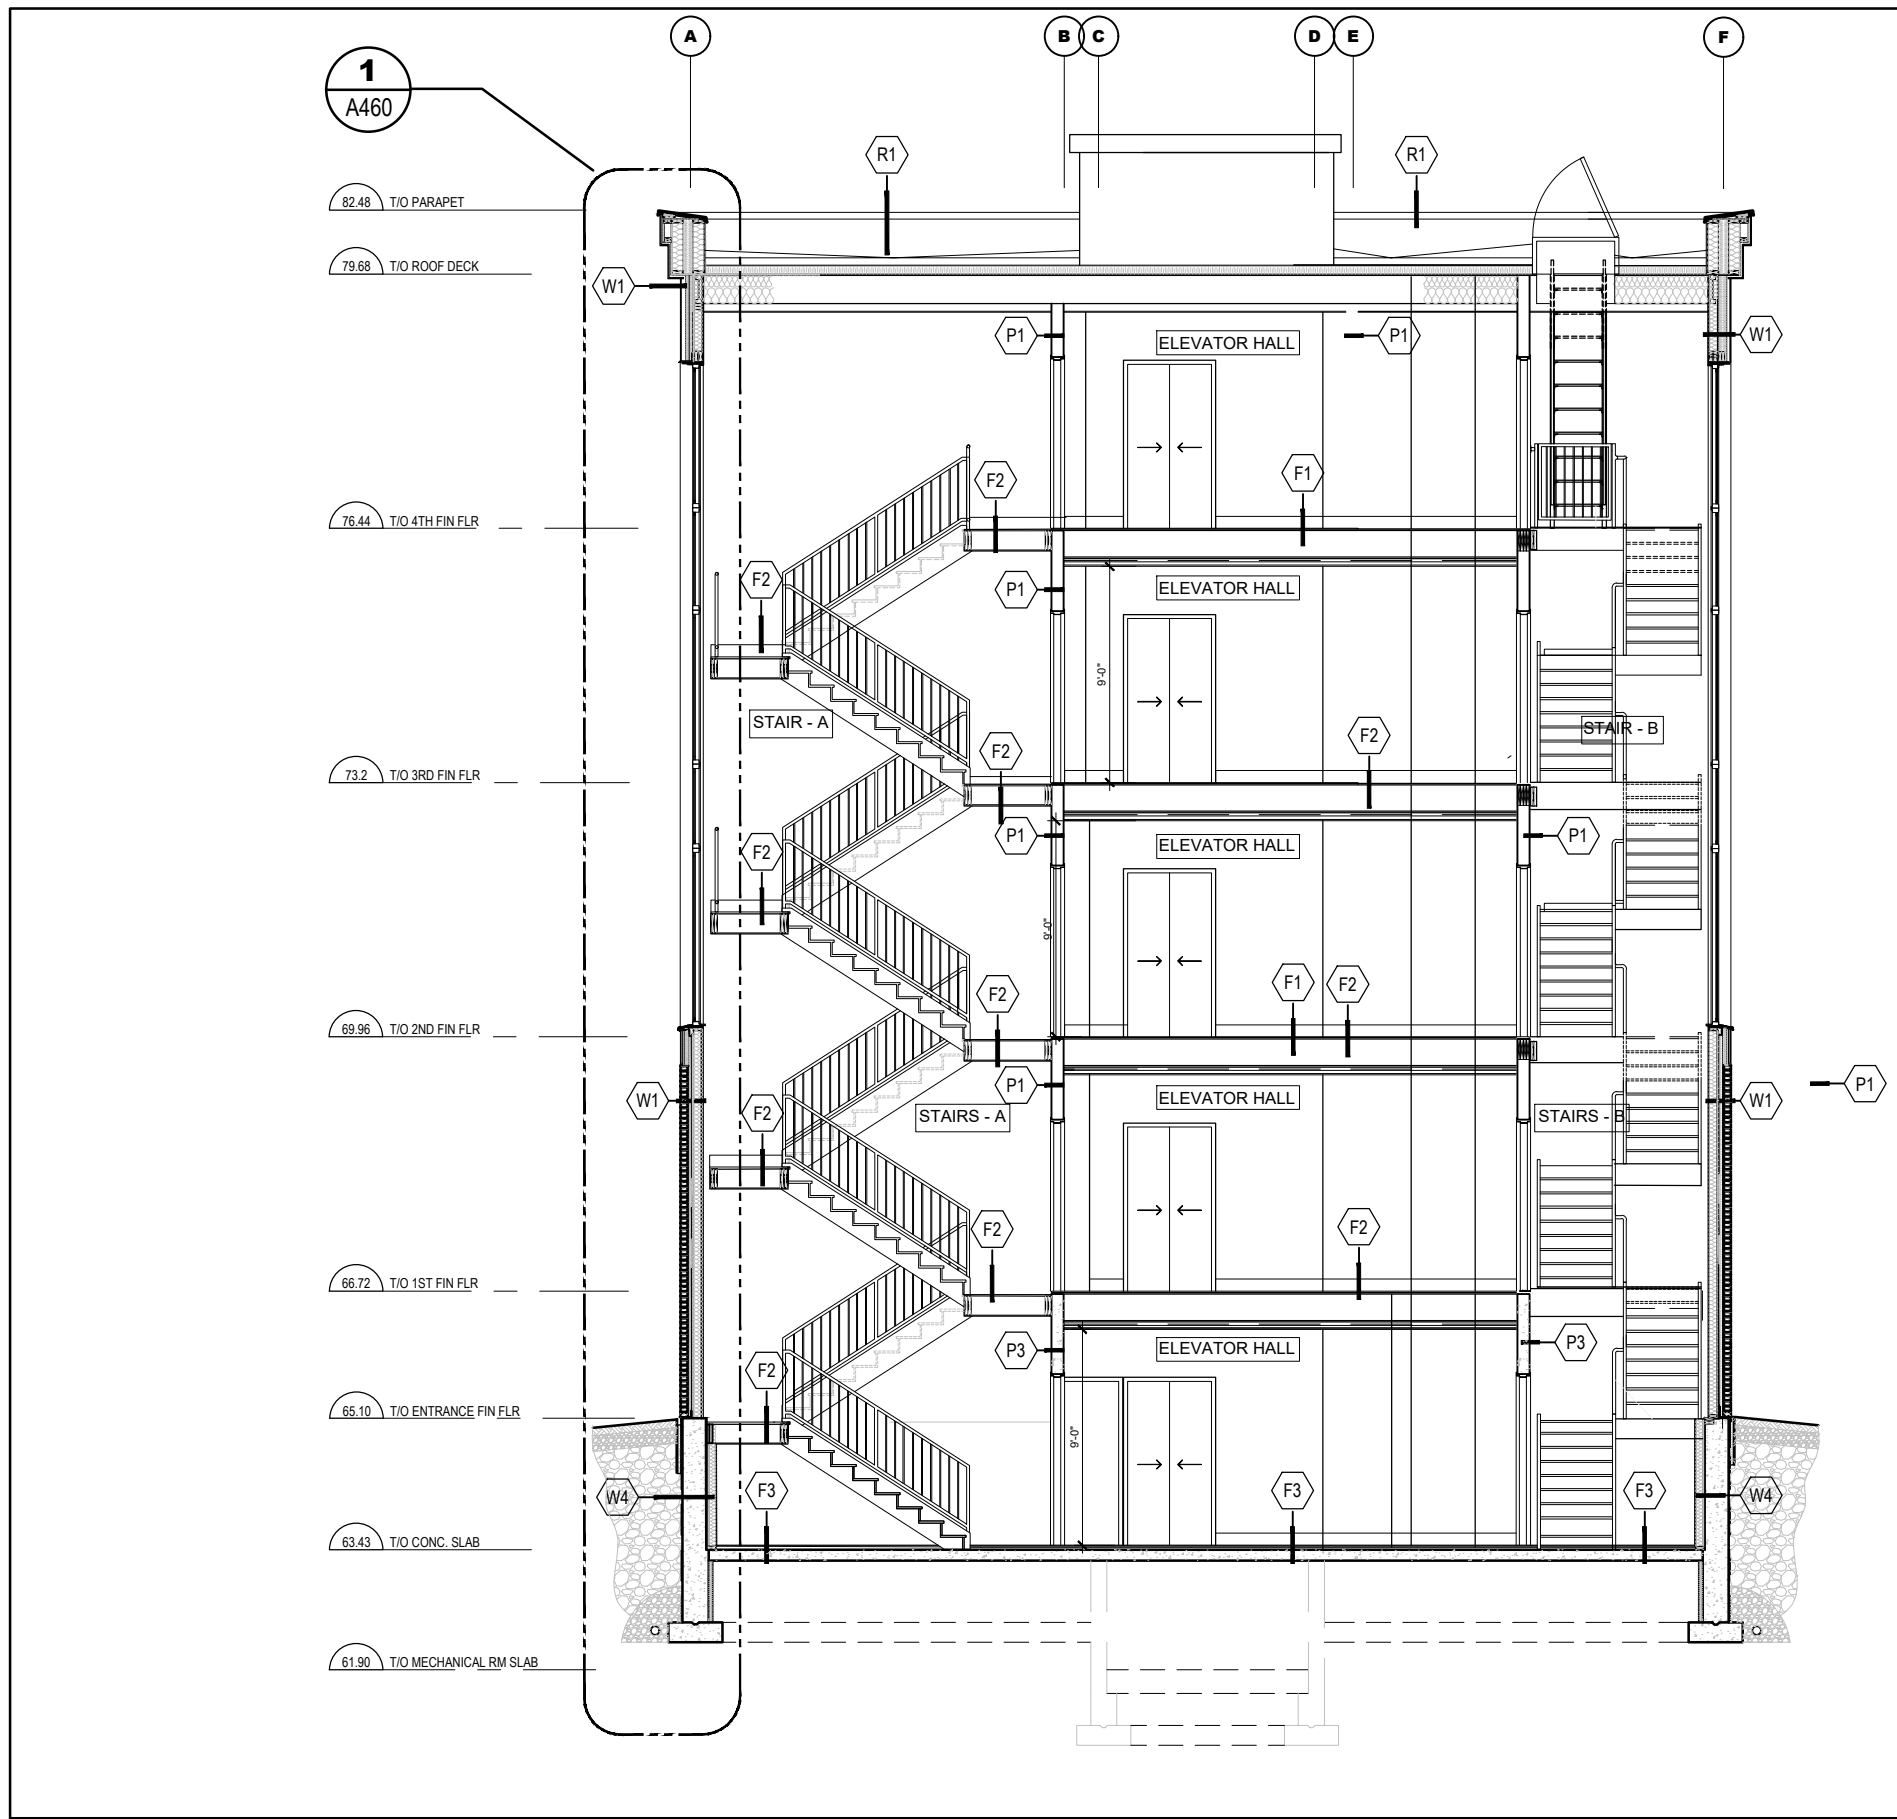 A B C D E F
1
A460
R1 R1
82.48 T/O PARAPET
79.68 T/O ROOF DECK
W1
P1 ELEVATOR HALL P1 W1
F2 F1
76.44 T/O 4TH FIN FLR
F2 P1 ELEVATOR HALL
9'-0"
STAIR - A STAIR - B
F2 F2
73.2 T/O 3RD FIN FLR
F2 P1 ELEVATOR HALL P1
9'-0"
F2 F1 F2
69.96 T/O 2ND FIN FLR
W1 F2 P1 ELEVATOR HALL W1 P1
STAIRS - A STAIRS - B
F2 F2
66.72 T/O 1ST FIN FLR
F2 P3 ELEVATOR HALL P3
65.10 T/O ENTRANCE FIN FLR
9'-0"
W4 F3 F3 F3 W4
63.43 T/O CONC. SLAB
61.90 T/O MECHANICAL RM SLAB